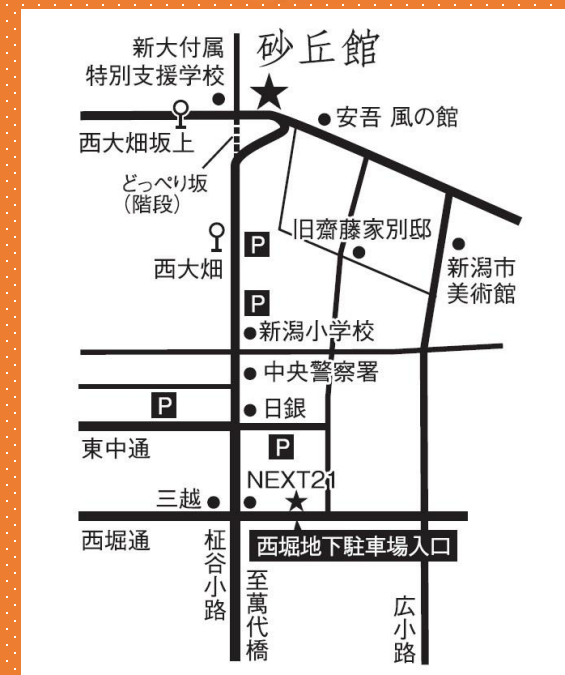 新大付属
特別支援学校
砂丘館
安吾 風の館
西大畑坂上
どっぺり坂
(階段)
旧齋藤家別邸
西大畑
P
新潟市
美術館
P
新潟小学校
中央警察署
P
日銀
東中通
P
NEXT21
三越
西堀通
西堀地下駐車場入口
柾谷小路
至萬代橋
広小路